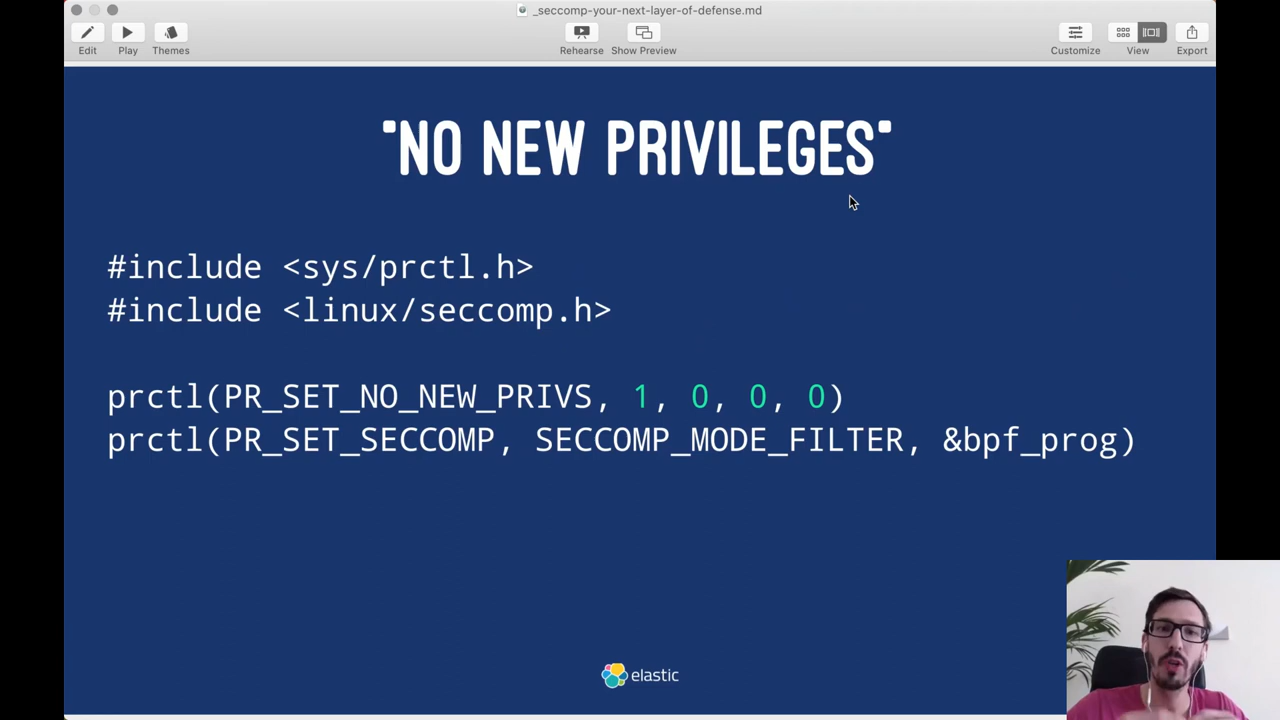 _seccomp-your-next-layer-of-defense.md
Edit
Play
Themes
Rehearse
Show Preview
Customize
View
Export
"NO NEW PRIVILEGES"
#include <sys/prctl.h>
#include <linux/seccomp.h>
prctl(PR_SET_NO_NEW_PRIVS, 1, 0, 0, 0)
prctl(PR_SET_SECCOMP, SECCOMP_MODE_FILTER, &bpf_prog)
elastic